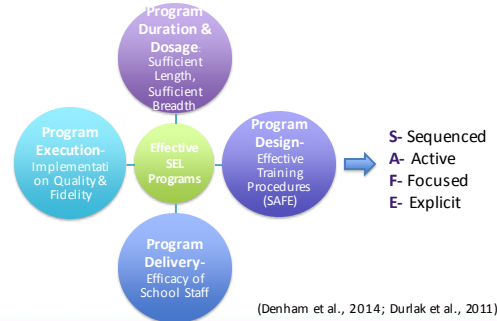 Program
Duration &
Dosage:
Sufficient
Length,
Sufficient
Breadth
Program
Execution-
Implementati
on Quality &
Fidelity
Effective
SEL
Programs
Program
Design-
Effective
Training
Procedures
(SAFE)
S- Sequenced
A- Active
F- Focused
E- Explicit
Program
Delivery-
Efficacy of
School Staff
(Denham et al., 2014; Durlak et al., 2011)